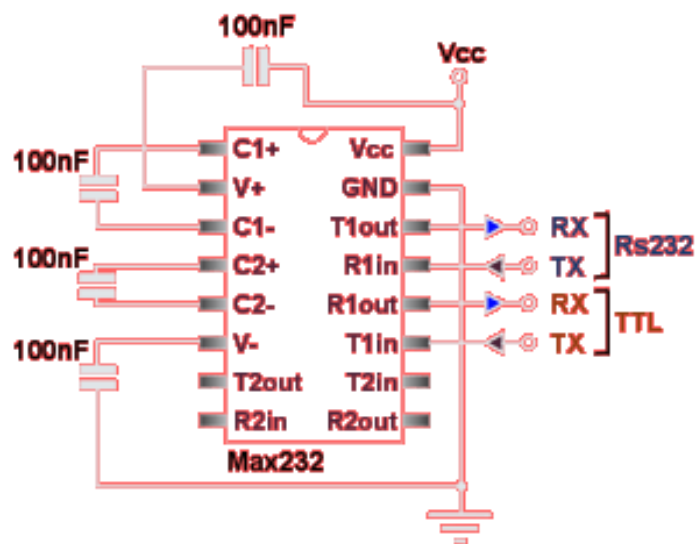 100nF
Vcc
100nF
C1+ Vcc
V+ GND
C1- T1out RX
Rs232
100nF
C2+ R1in TX
C2- R1out RX
TTL
100nF
V- T1in TX
T2out T2in
R2in R2out
Max232